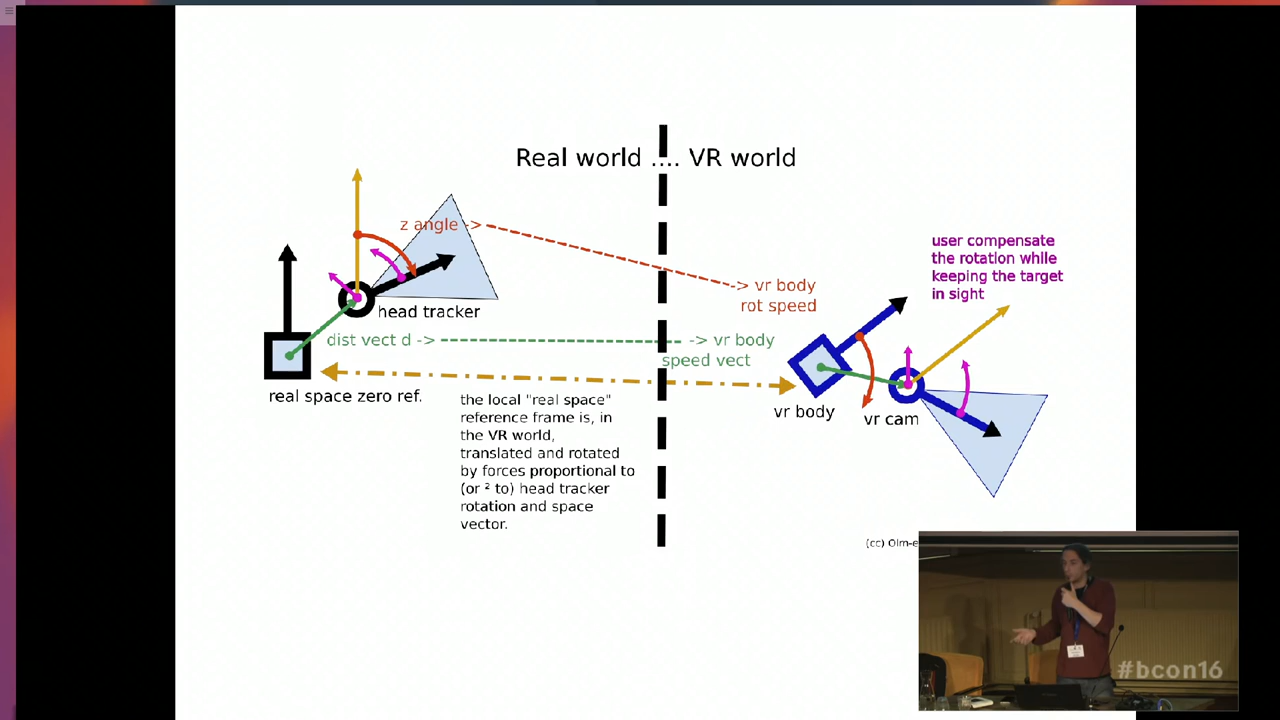 Real world .... VR world
z angle ->
-> vr body
rot speed
user compensate
the rotation while
keeping the target
in sight
head tracker
dist vect d ->
-> vr body
speed vect
real space zero ref.
the local "real space"
reference frame is, in
the VR world,
translated and rotated
by forces proportional to
(or ² to) head tracker
rotation and space
vector.
vr body
vr cam
(cc) Olm-e
#bcon16